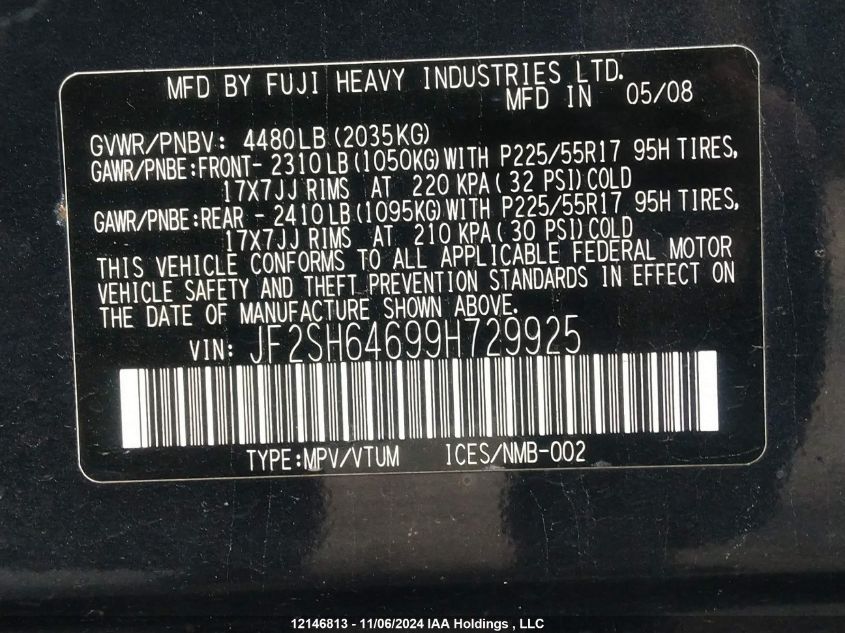 MFD BY FUJI HEAVY INDUSTRIES LTD.
MFD IN 05/08
GVWR/PNBV: 4480LB(2035KG)
GAWR/PNBE:FRONT- 2310LB(1050KG)WITH P225/55R17 95H TIRES,
17X7JJ RIMS AT 220 KPA( 32 PSI)COLD
GAWR/PNBE:REAR - 2410LB(1095KG)WITH P225/55R17 95H TIRES,
17X7JJ RIMS AT 210 KPA( 30 PSI)COLD
THIS VEHICLE CONFORMS TO ALL APPLICABLE FEDERAL MOTOR
VEHICLE SAFETY AND THEFT PREVENTION STANDARDS IN EFFECT ON
THE DATE OF MANUFACTURE SHOWN ABOVE.
VIN: JF2SH64699H729925
TYPE:MPV/VTUM ICES/NMB-002
12146813 - 11/06/2024 IAA Holdings , LLC